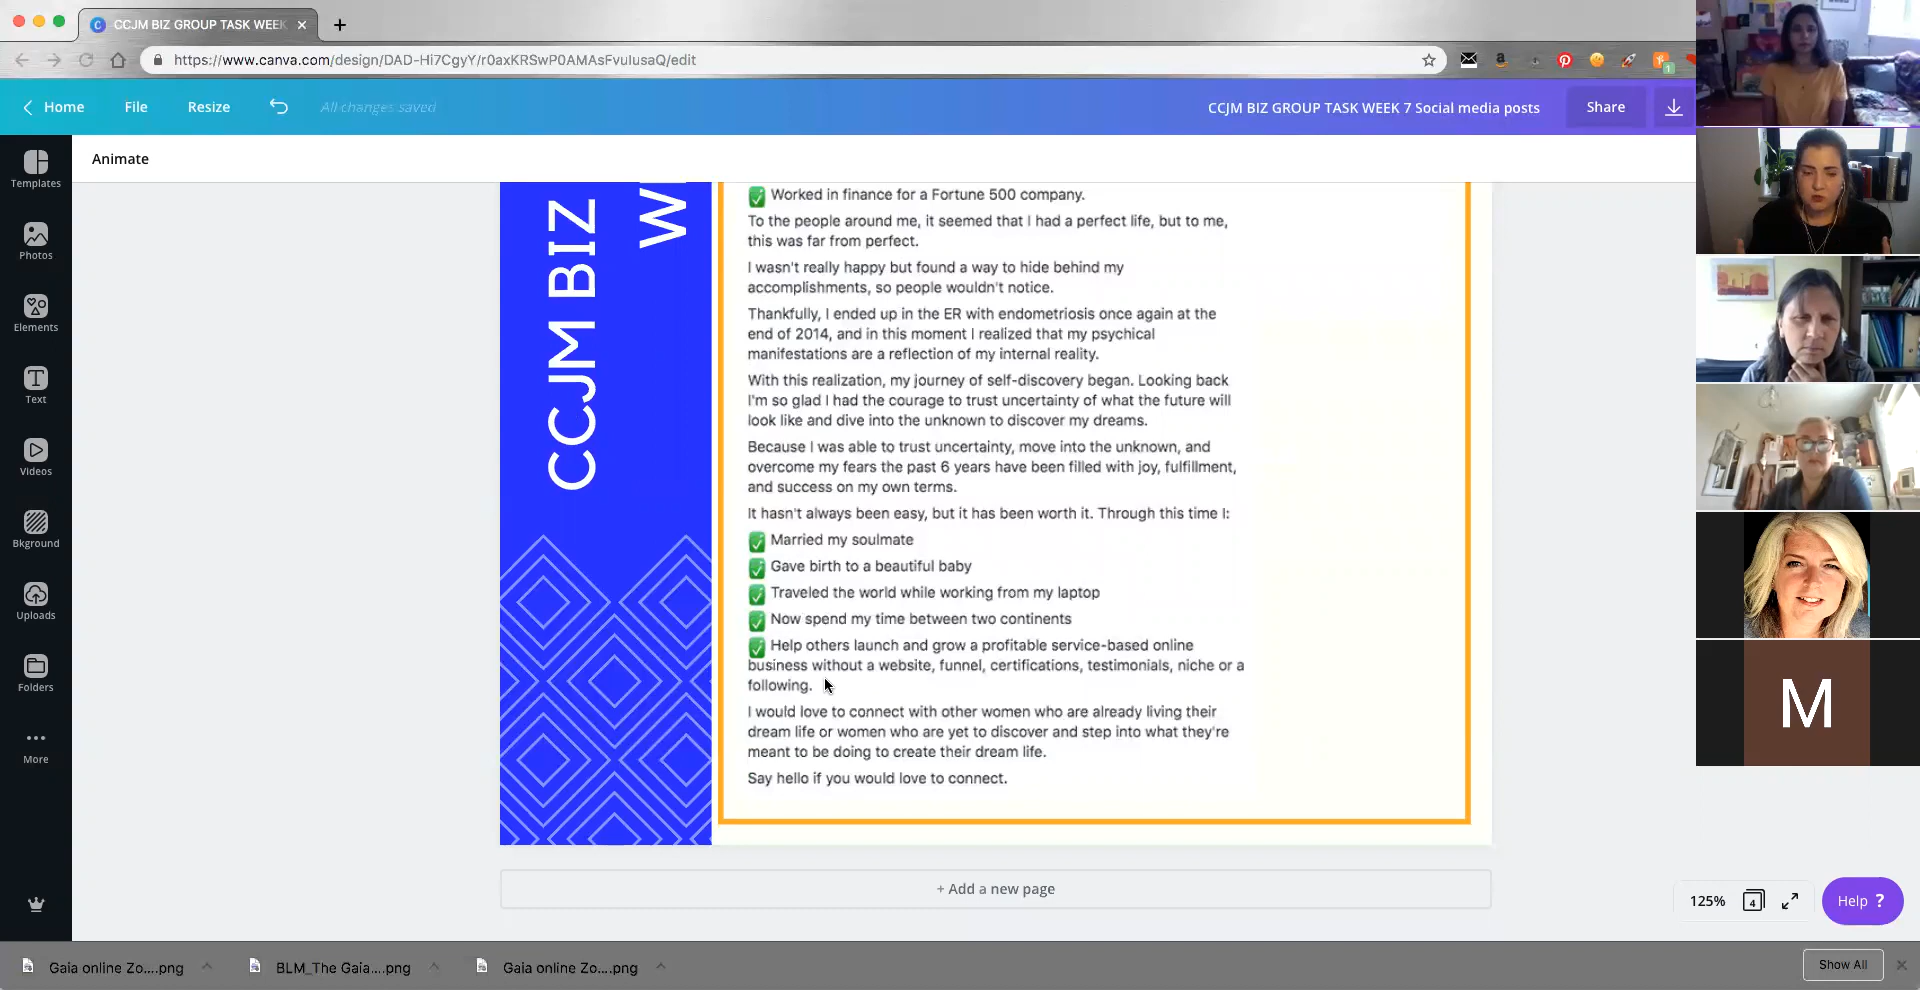 CCJM BIZ GROUP TASK WEEK
https://www.canva.com/design/DAD-Hi7CgyY/r0axKRSwP0AMAsFvuIusaQ/edit
1
Home
File
Resize
All changes saved
CCJM BIZ GROUP TASK WEEK 7 Social media posts
Share
Animate
Templates
Photos
Elements
Text
Videos
Bkground
Uploads
Folders
More
CCJM BIZ
W
Worked in finance for a Fortune 500 company.
To the people around me, it seemed that I had a perfect life, but to me,
this was far from perfect.
I wasn't really happy but found a way to hide behind my
accomplishments, so people wouldn't notice.
Thankfully, I ended up in the ER with endometriosis once again at the
end of 2014, and in this moment I realized that my psychical
manifestations are a reflection of my internal reality.
With this realization, my journey of self-discovery began. Looking back
I'm so glad I had the courage to trust uncertainty of what the future will
look like and dive into the unknown to discover my dreams.
Because I was able to trust uncertainty, move into the unknown, and
overcome my fears the past 6 years have been filled with joy, fulfillment,
and success on my own terms.
It hasn't always been easy, but it has been worth it. Through this time I:
Married my soulmate
Gave birth to a beautiful baby
Traveled the world while working from my laptop
Now spend my time between two continents
Help others launch and grow a profitable service-based online
business without a website, funnel, certifications, testimonials, niche or a
following.
I would love to connect with other women who are already living their
dream life or women who are yet to discover and step into what they're
meant to be doing to create their dream life.
Say hello if you would love to connect.
+ Add a new page
125%
4
Help ?
M
Gaia online Zo....png
BLM_The Gaia....png
Gaia online Zo....png
Show All